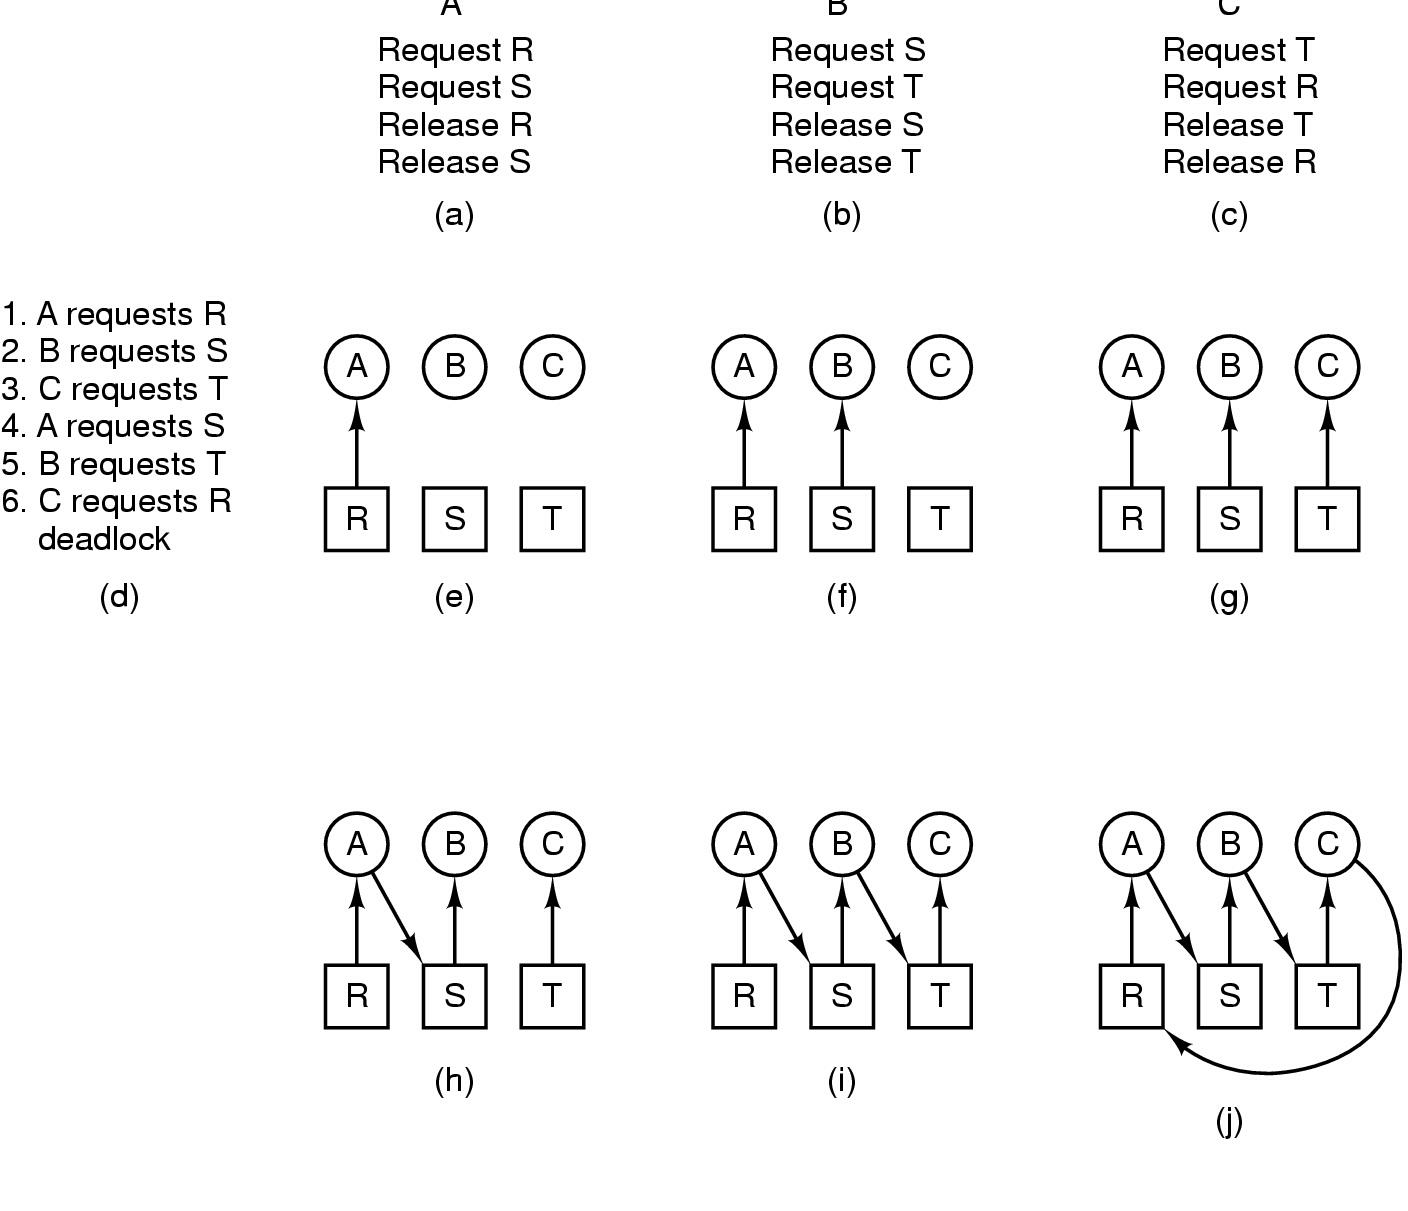 A B C
Request R Request S Request T
Request S Request T Request R
Release R Release S Release T
Release S Release T Release R
(a) (b) (c)
1. A requests R
2. B requests S
3. C requests T
4. A requests S
5. B requests T
6. C requests R
deadlock
(d)
A B C
R S T
(e)
A B C
R S T
(f)
A B C
R S T
(g)
A B C
R S T
(h)
A B C
R S T
(i)
A B C
R S T
(j)